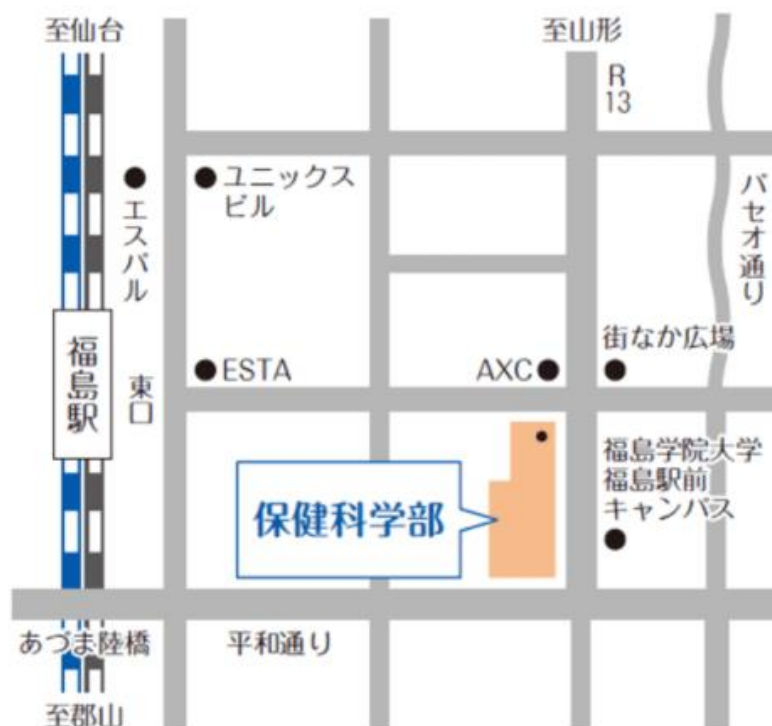 至仙台
至山形
R
13
ユニックス
ビル
エスパル
パセオ通り
福島駅
東口
ESTA
AXC
街なか広場
保健科学部
福島学院大学
福島駅前
キャンパス
あづま陸橋
平和通り
至郡山